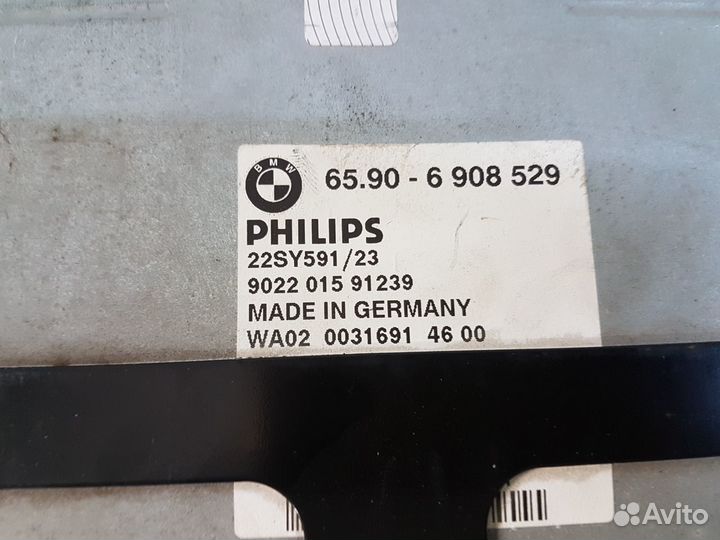 BMW
65.90 - 6 908 529
PHILIPS
22SY591/23
9022 015 91239
MADE IN GERMANY
WA02 0031691 46 00
Avito